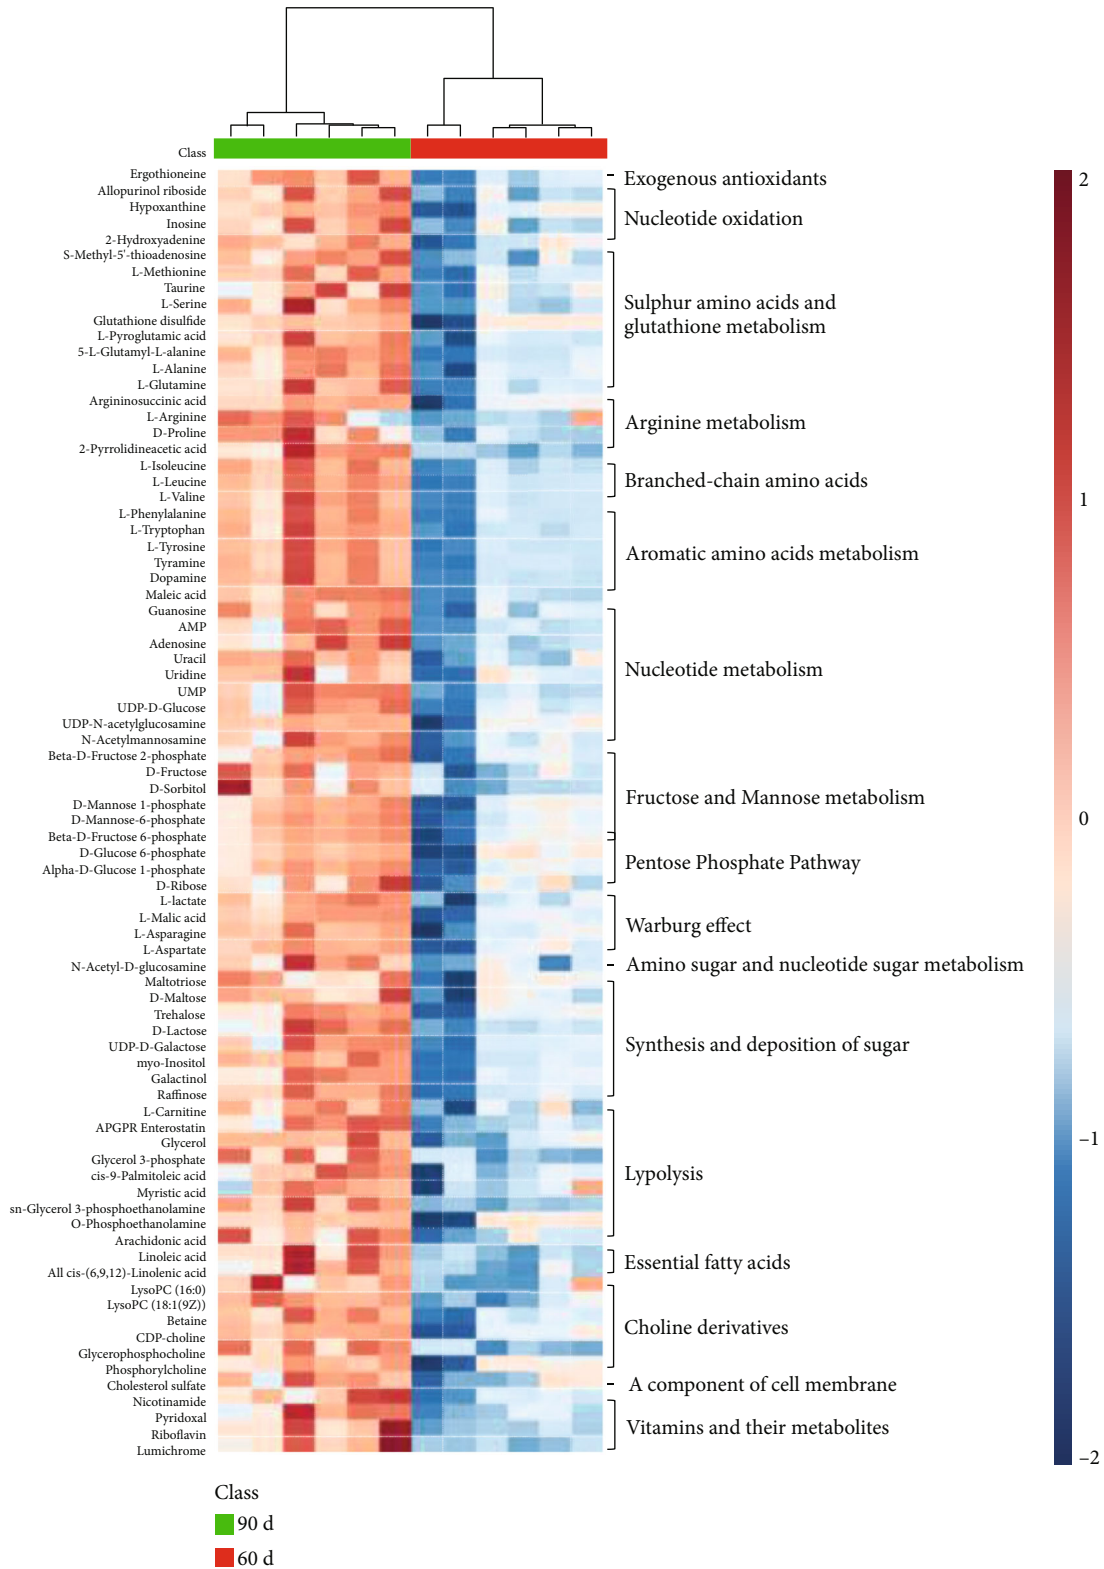 Class
Ergothioneine
Allopurinol riboside
Hypoxanthine
Inosine
2-Hydroxyadenine
S-Methyl-5'-thioadenosine
L-Methionine
Taurine
L-Serine
Glutathione disulfide
L-Pyroglutamic acid
5-L-Glutamyl-L-alanine
L-Alanine
L-Glutamine
Argininosuccinic acid
L-Arginine
D-Proline
2-Pyrrolidineacetic acid
L-Isoleucine
L-Leucine
L-Valine
L-Phenylalanine
L-Tryptophan
L-Tyrosine
Tyramine
Dopamine
Maleic acid
Guanosine
AMP
Adenosine
Uracil
Uridine
UMP
UDP-D-Glucose
UDP-N-acetylglucosamine
N-Acetylmannosamine
Beta-D-Fructose 2-phosphate
D-Fructose
D-Sorbitol
D-Mannose 1-phosphate
D-Mannose-6-phosphate
Beta-D-Fructose 6-phosphate
D-Glucose 6-phosphate
Alpha-D-Glucose 1-phosphate
D-Ribose
L-lactate
L-Malic acid
L-Asparagine
L-Aspartate
N-Acetyl-D-glucosamine
Maltotriose
D-Maltose
Trehalose
D-Lactose
UDP-D-Galactose
myo-Inositol
Galactinol
Raffinose
L-Carnitine
APGPR Enterostatin
Glycerol
Glycerol 3-phosphate
cis-9-Palmitoleic acid
Myristic acid
sn-Glycerol 3-phosphoethanolamine
O-Phosphoethanolamine
Arachidonic acid
Linoleic acid
All cis-(6,9,12)-Linolenic acid
LysoPC (16:0)
LysoPC (18:1(9Z))
Betaine
CDP-choline
Glycerophosphocholine
Phosphorylcholine
Cholesterol sulfate
Nicotinamide
Pyridoxal
Riboflavin
Lumichrome
Exogenous antioxidants
Nucleotide oxidation
Sulphur amino acids and
glutathione metabolism
Arginine metabolism
Branched-chain amino acids
Aromatic amino acids metabolism
Nucleotide metabolism
Fructose and Mannose metabolism
Pentose Phosphate Pathway
Warburg effect
Amino sugar and nucleotide sugar metabolism
Synthesis and deposition of sugar
Lypolysis
Essential fatty acids
Choline derivatives
A component of cell membrane
Vitamins and their metabolites
2
1
0
−1
−2
Class
90 d
60 d